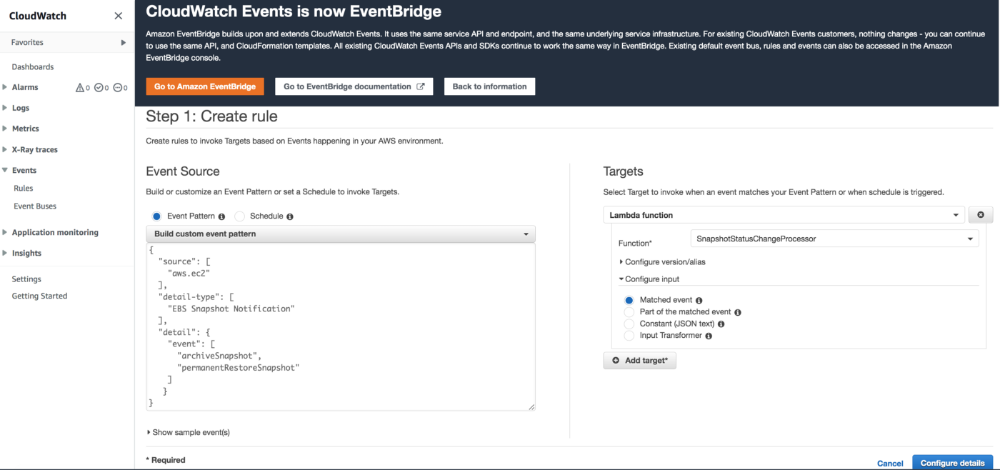 CloudWatch
Favorites
Dashboards
Alarms 0 0 0
Logs
Metrics
X-Ray traces
Events
Rules
Event Buses
Application monitoring
Insights
Settings
Getting Started
CloudWatch Events is now EventBridge
Amazon EventBridge builds upon and extends CloudWatch Events. It uses the same service API and endpoint, and the same underlying service infrastructure. For existing CloudWatch Events customers, nothing changes - you can continue
to use the same API, and CloudFormation templates. All existing CloudWatch Events APIs and SDKs continue to work the same way in EventBridge. Existing default event bus, rules and events can also be accessed in the Amazon
EventBridge console.
Go to Amazon EventBridge Go to EventBridge documentation Back to information
Step 1: Create rule
Create rules to invoke Targets based on Events happening in your AWS environment.
Event Source
Build or customize an Event Pattern or set a Schedule to invoke Targets.
Event Pattern Schedule
Build custom event pattern
{
  "source": [
    "aws.ec2"
  ],
  "detail-type": [
    "EBS Snapshot Notification"
  ],
  "detail": {
    "event": [
      "archiveSnapshot",
      "permanentRestoreSnapshot"
    ]
   }
}
Show sample event(s)
Targets
Select Target to invoke when an event matches your Event Pattern or when schedule is triggered.
Lambda function
Function* SnapshotStatusChangeProcessor
Configure version/alias
Configure input
Matched event
Part of the matched event
Constant (JSON text)
Input Transformer
Add target*
* Required
Cancel Configure details